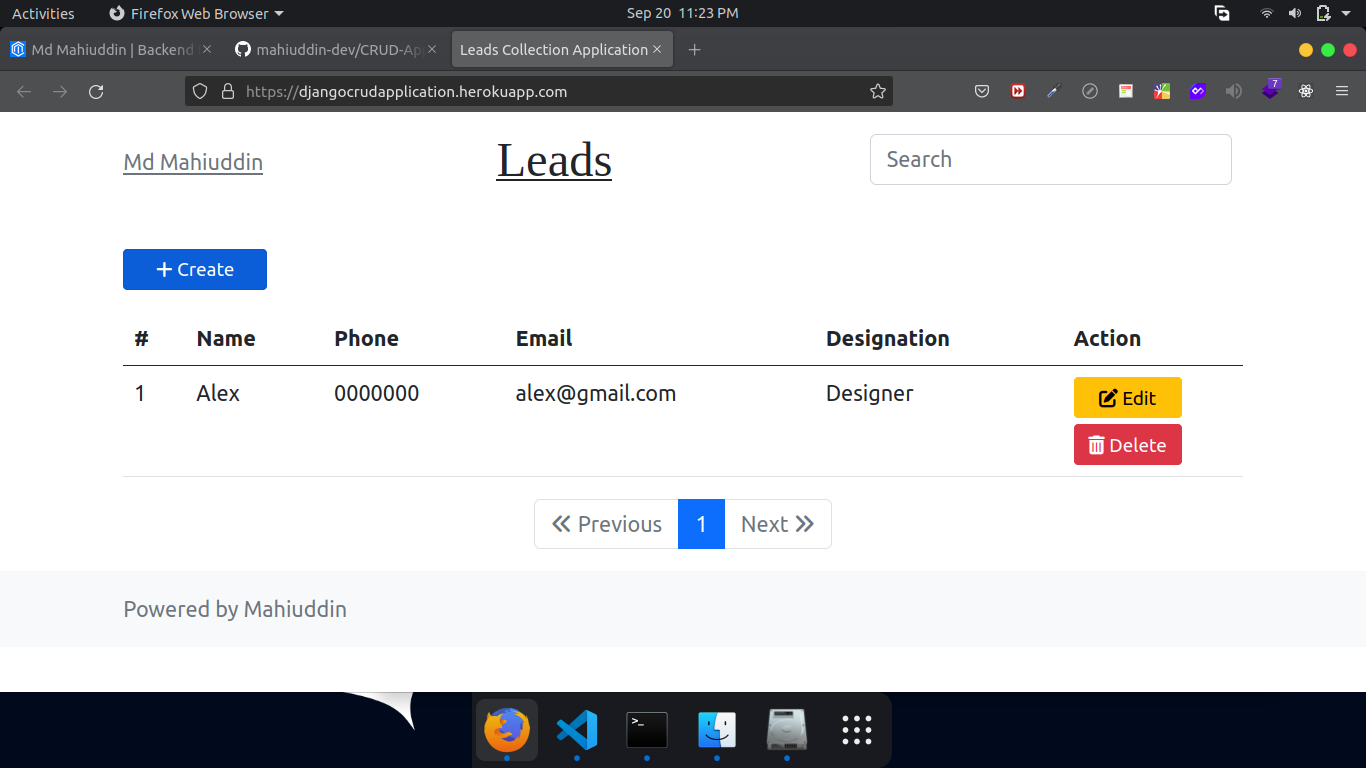 Activities Firefox Web Browser Sep 20 11:23 PM
Md Mahiuddin | Backend mahiuddin-dev/CRUD-Ap Leads Collection Application
https://djangocrudapplication.herokuapp.com 7
Md Mahiuddin Leads Search
+ Create
# Name Phone Email Designation Action
1 Alex 0000000 alex@gmail.com Designer Edit
Delete
« Previous 1 Next »
Powered by Mahiuddin
>_